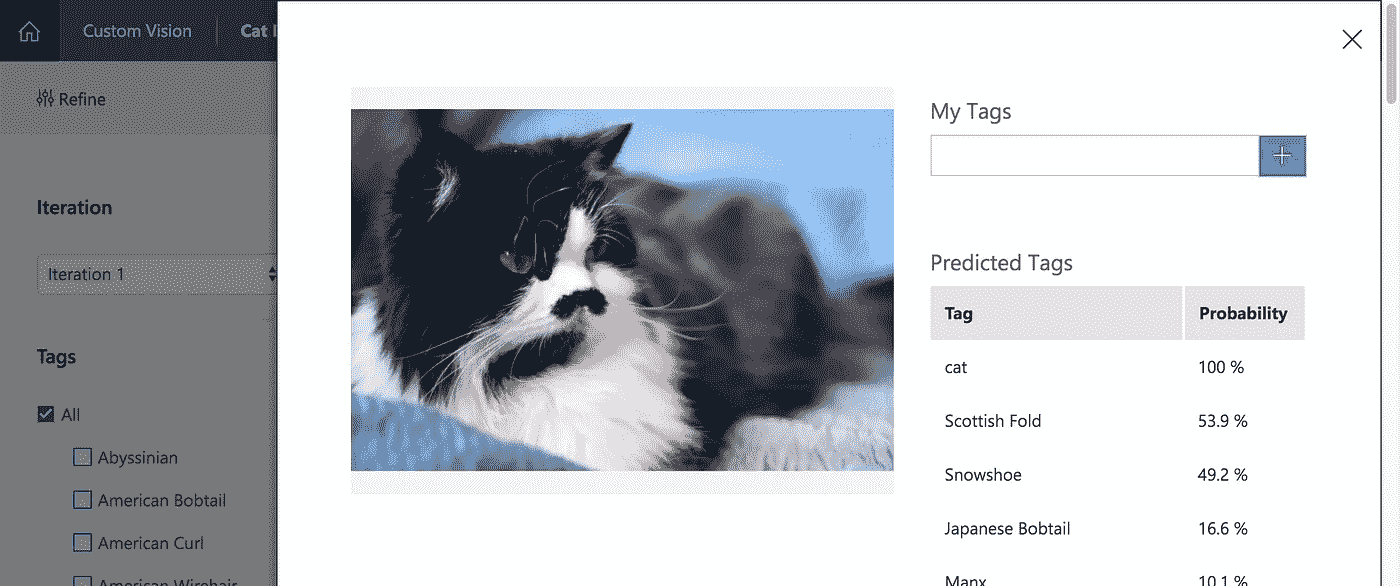 Custom Vision
Cat
Refine
Iteration
Iteration 1
Tags
All
Abyssinian
American Bobtail
American Curl
American Wirehair
My Tags
Predicted Tags
Tag Probability
cat 100 %
Scottish Fold 53.9 %
Snowshoe 49.2 %
Japanese Bobtail 16.6 %
Manx 10.1 %